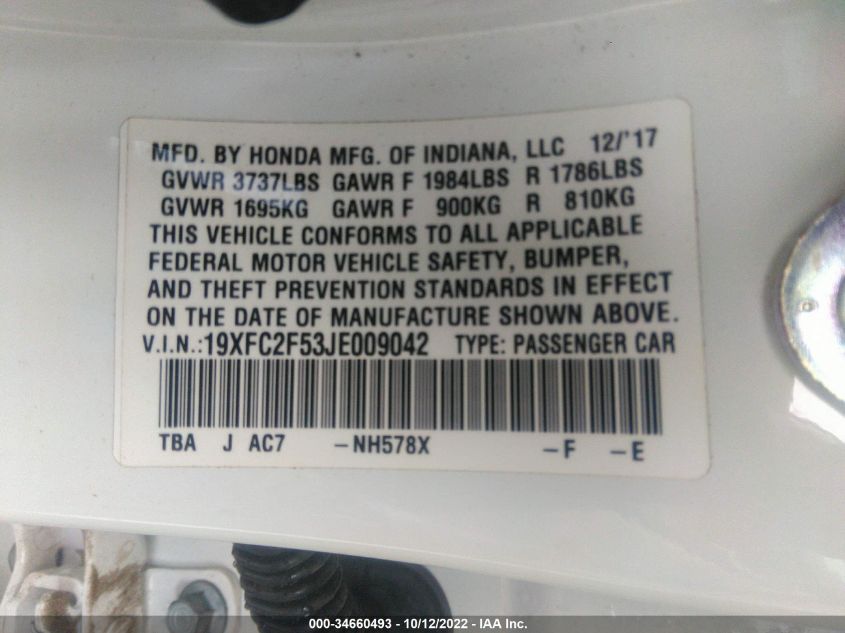 MFD. BY HONDA MFG. OF INDIANA, LLC 12/'17
GVWR 3737LBS GAWR F 1984LBS R 1786LBS
GVWR 1695KG GAWR F 900KG R 810KG
THIS VEHICLE CONFORMS TO ALL APPLICABLE
FEDERAL MOTOR VEHICLE SAFETY, BUMPER,
AND THEFT PREVENTION STANDARDS IN EFFECT
ON THE DATE OF MANUFACTURE SHOWN ABOVE.
V.I.N.:19XFC2F53JE009042 TYPE: PASSENGER CAR
TBA J AC7 -NH578X -F -E
000-34660493 - 10/12/2022 - IAA Inc.